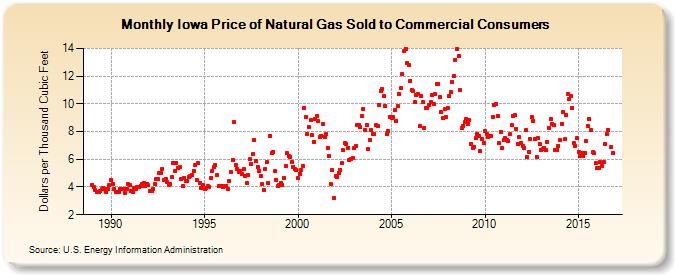 Monthly Iowa Price of Natural Gas Sold to Commercial Consumers
Dollars per Thousand Cubic Feet
14
12
10
8
6
4
2
1990 1995 2000 2005 2010 2015
Source: U.S. Energy Information Administration